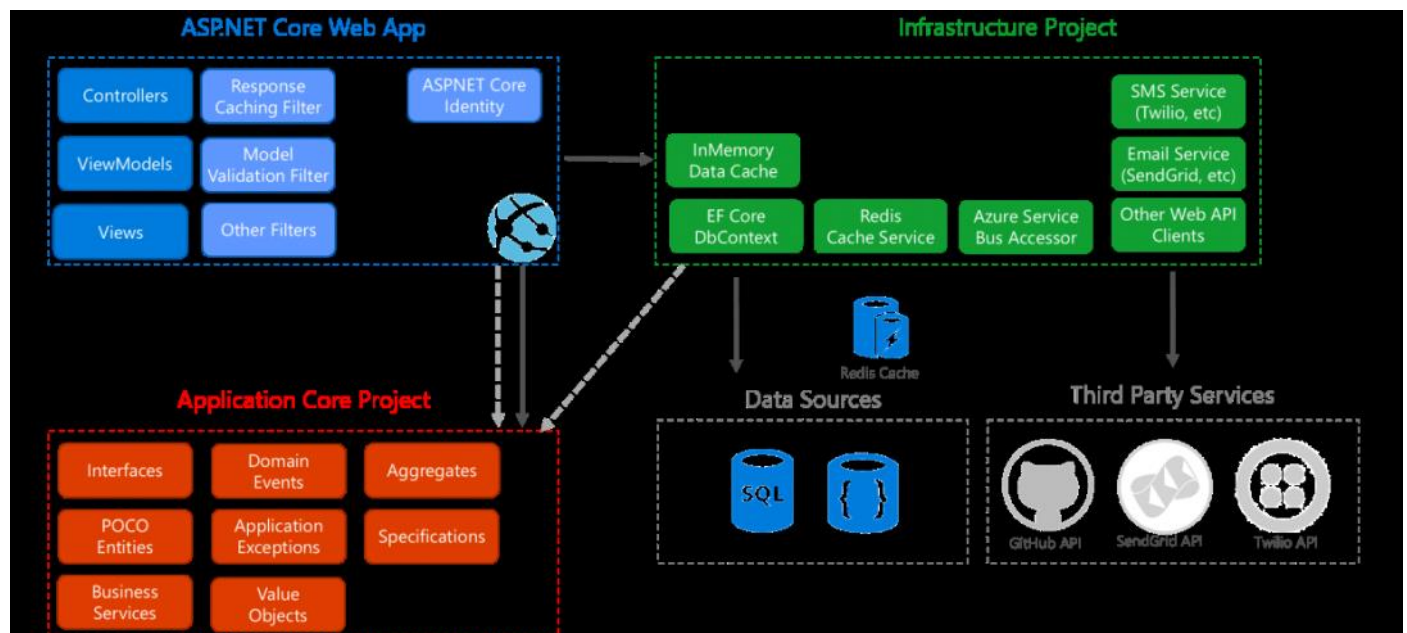 ASP.NET Core Web App
Infrastructure Project
Controllers
Response
Caching Filter
ASP.NET Core
Identity
ViewModels
Model
Validation Filter
Views
Other Filters
SMS Service
(Twilio, etc)
InMemory
Data Cache
Email Service
(SendGrid, etc)
EF Core
DbContext
Redis
Cache Service
Azure Service
Bus Accessor
Other Web API
Clients
Redis Cache
Application Core Project
Data Sources
Third Party Services
Interfaces
Domain
Events
Aggregates
POCO
Entities
Application
Exceptions
Specifications
Business
Services
Value
Objects
SQL
{ }
GitHub API
SendGrid API
Twilio API